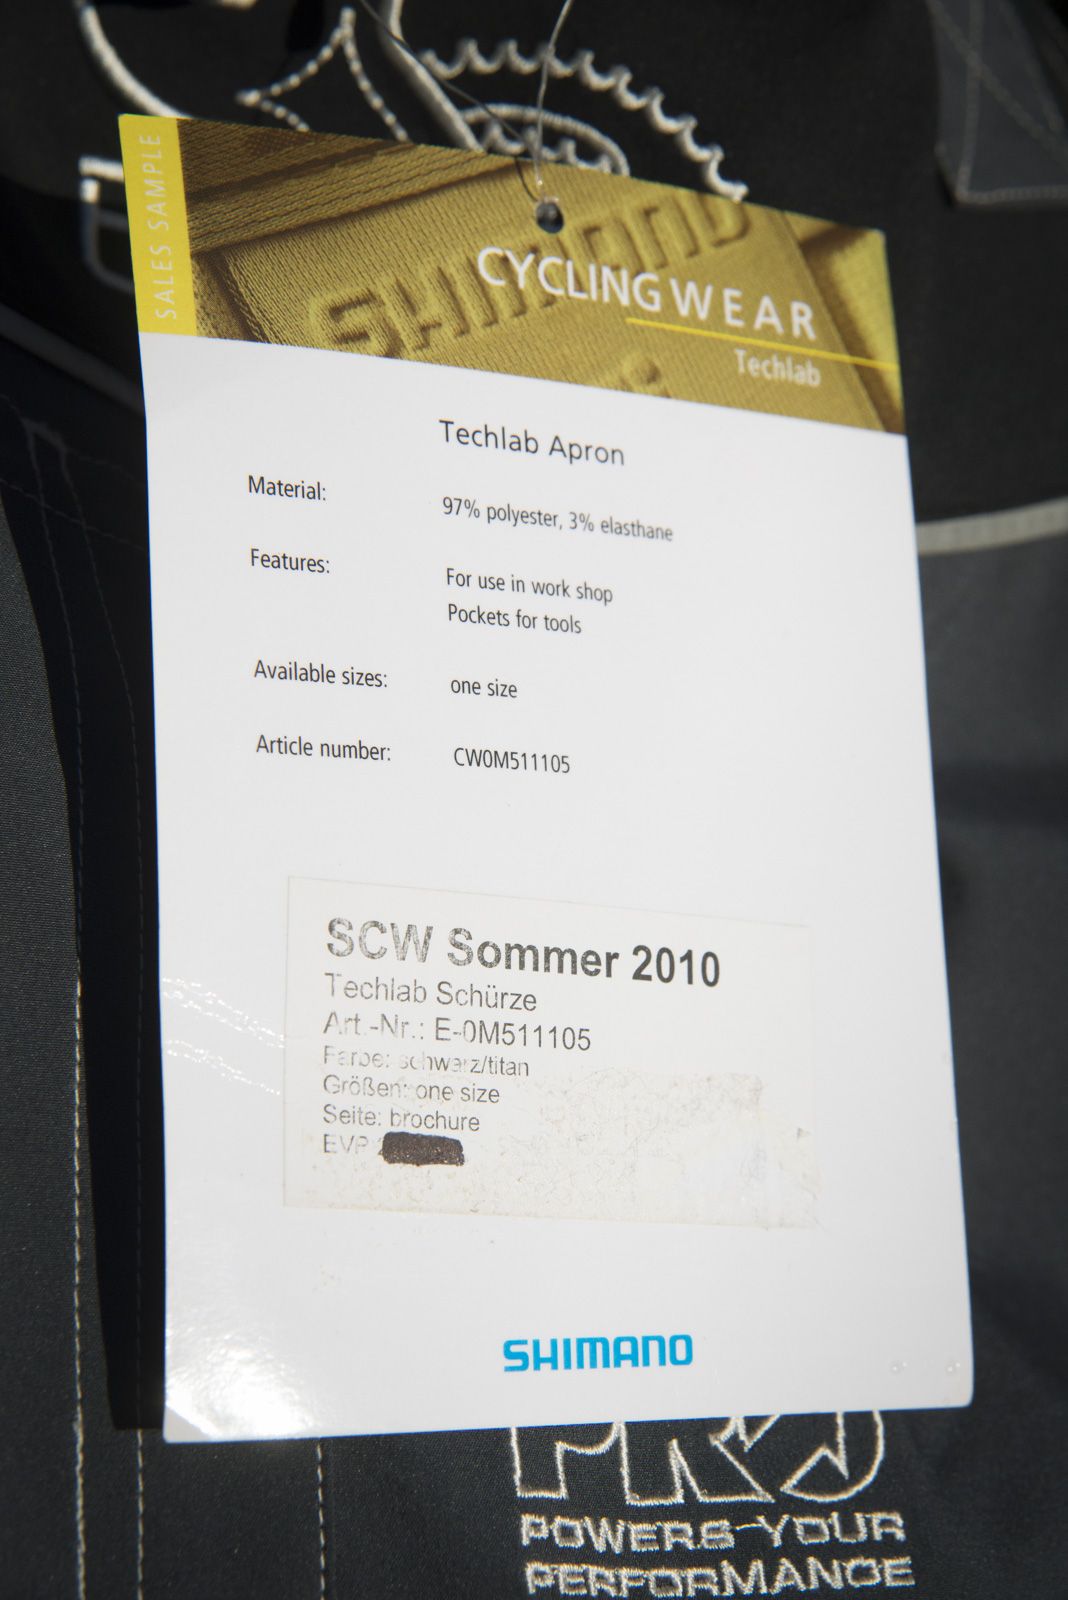 SALES SAMPLE
SHIMANO
CYCLING WEAR
Techlab
Techlab Apron
Material: 97% polyester, 3% elasthane
Features: For use in work shop
Pockets for tools
Available sizes: one size
Article number: CW0M511105
SCW Sommer 2010
Techlab Schürze
Art.-Nr.: E-0M511105
Farbe: schwarz/titan
Größen: one size
Seite: brochure
EVP
SHIMANO
PRO
POWERS YOUR
PERFORMANCE